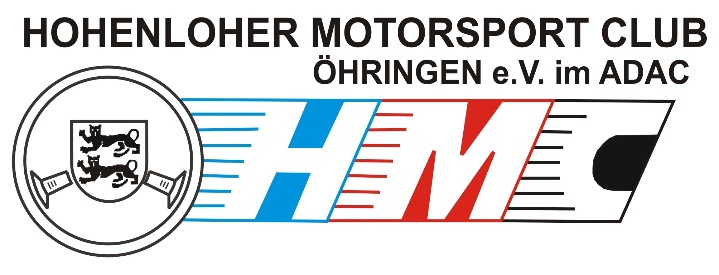 HOHENLOHER MOTORSPORT CLUB
ÖHRINGEN e.V. im ADAC
HMC